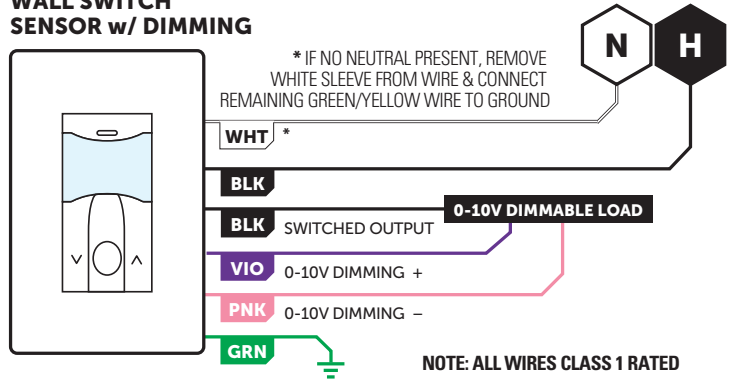 WALL SWITCH
SENSOR w/ DIMMING
* IF NO NEUTRAL PRESENT, REMOVE
WHITE SLEEVE FROM WIRE & CONNECT
REMAINING GREEN/YELLOW WIRE TO GROUND
N H
WHT *
BLK
BLK SWITCHED OUTPUT
0-10V DIMMABLE LOAD
VIO 0-10V DIMMING +
PNK 0-10V DIMMING –
GRN
NOTE: ALL WIRES CLASS 1 RATED